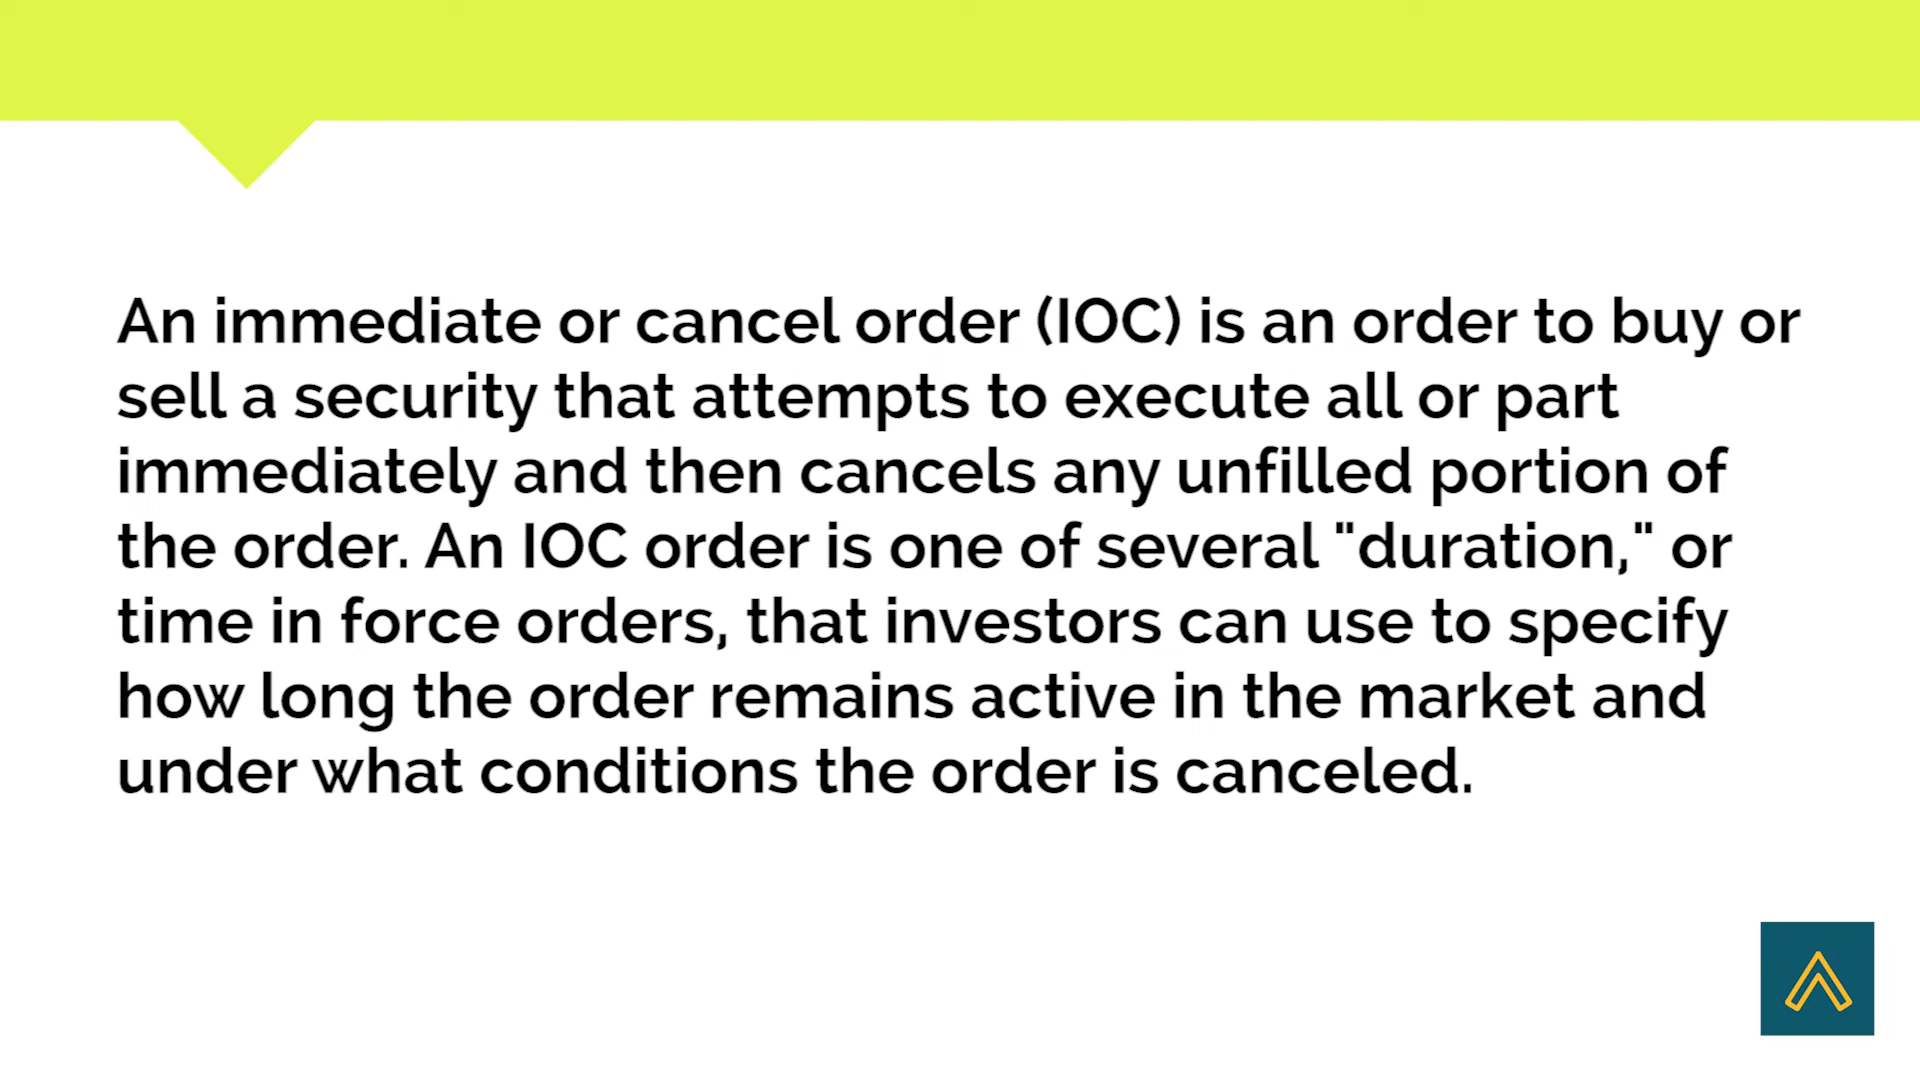 An immediate or cancel order (IOC) is an order to buy or
sell a security that attempts to execute all or part
immediately and then cancels any unfilled portion of
the order. An IOC order is one of several "duration," or
time in force orders, that investors can use to specify
how long the order remains active in the market and
under what conditions the order is canceled.